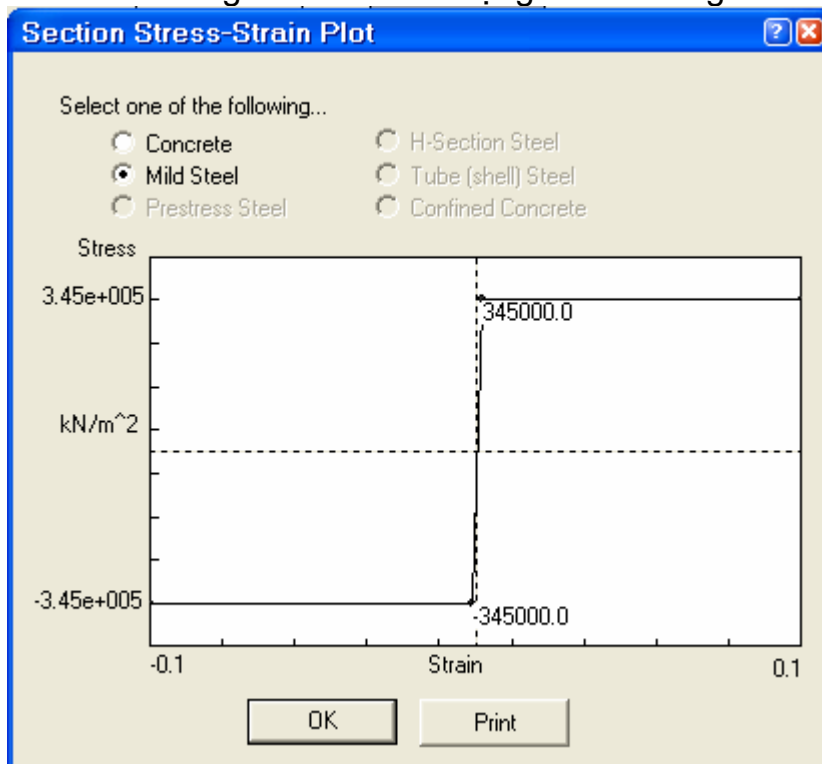 Section Stress-Strain Plot
Select one of the following...
Concrete
H-Section Steel
Mild Steel
Tube (shell) Steel
Prestress Steel
Confined Concrete
Stress
3.45e+005
345000.0
kN/m^2
-3.45e+005
-345000.0
-0.1
Strain
0.1
OK
Print